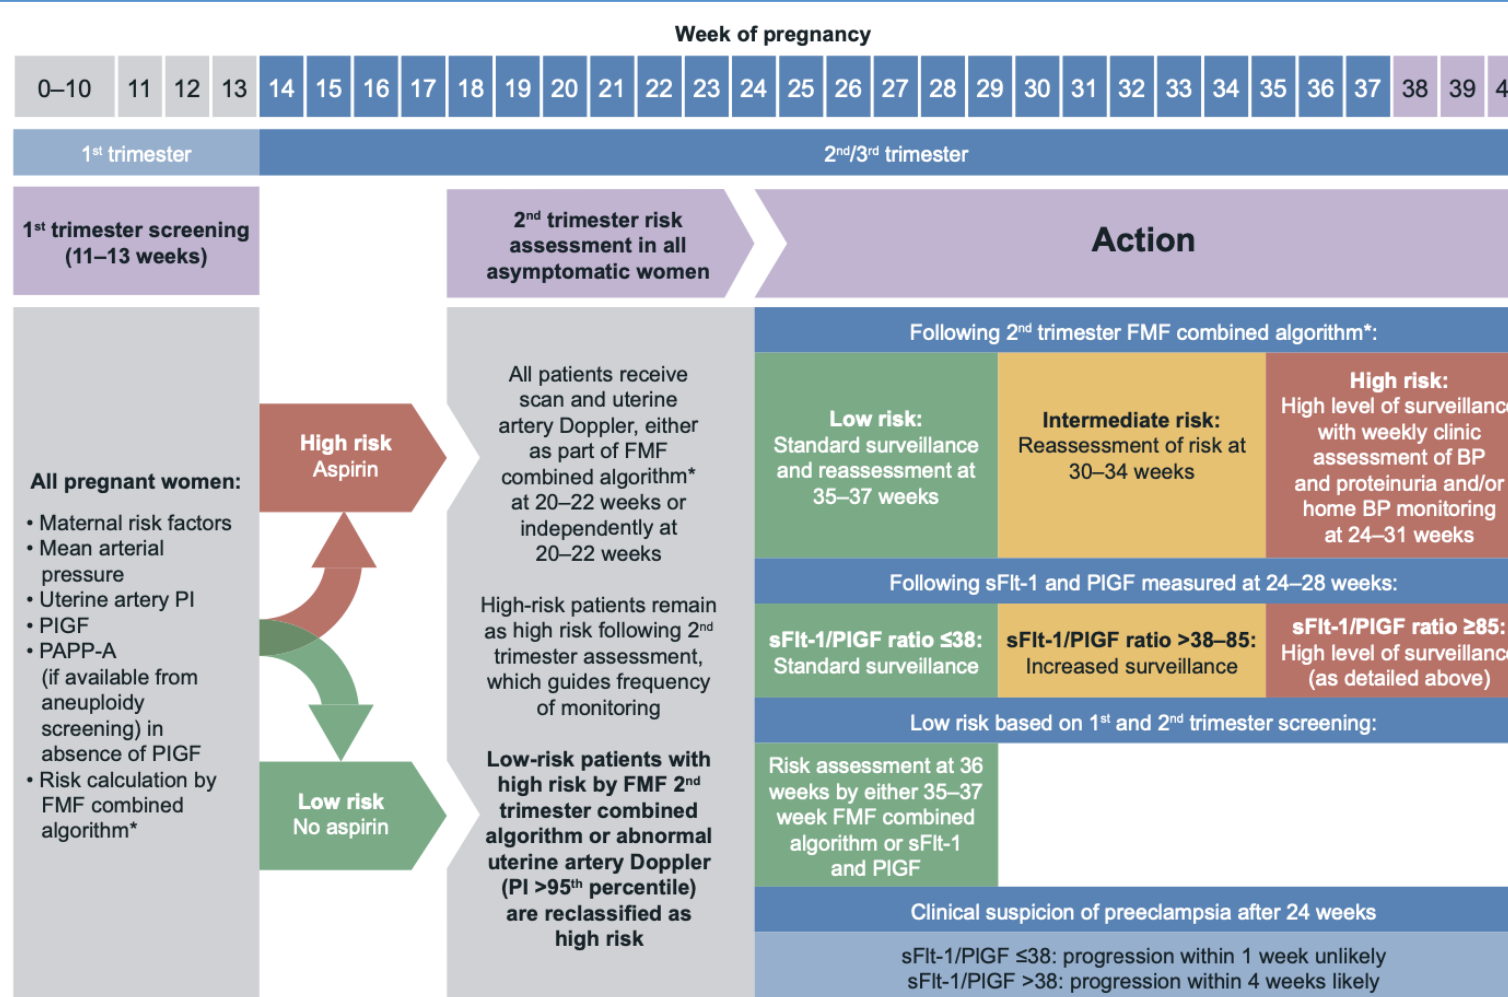 Week of pregnancy
0–10 11 12 13 14 15 16 17 18 19 20 21 22 23 24 25 26 27 28 29 30 31 32 33 34 35 36 37 38 39
1st trimester
2nd/3rd trimester
1st trimester screening
(11–13 weeks)
2nd trimester risk
assessment in all
asymptomatic women
Action
All pregnant women:
• Maternal risk factors
• Mean arterial
pressure
• Uterine artery PI
• PlGF
• PAPP-A
(if available from
aneuploidy
screening) in
absence of PlGF
• Risk calculation by
FMF combined
algorithm*
High risk
Aspirin
Low risk
No aspirin
All patients receive
scan and uterine
artery Doppler, either
as part of FMF
combined algorithm*
at 20–22 weeks or
independently at
20–22 weeks
High-risk patients remain
as high risk following 2nd
trimester assessment,
which guides frequency
of monitoring
Low-risk patients with
high risk by FMF 2nd
trimester combined
algorithm or abnormal
uterine artery Doppler
(PI >95th percentile)
are reclassified as
high risk
Following 2nd trimester FMF combined algorithm*:
Low risk:
Standard surveillance
and reassessment at
35–37 weeks
Intermediate risk:
Reassessment of risk at
30–34 weeks
High risk:
High level of surveillance
with weekly clinic
assessment of BP
and proteinuria and/or
home BP monitoring
at 24–31 weeks
Following sFlt-1 and PlGF measured at 24–28 weeks:
sFlt-1/PlGF ratio ≤38:
Standard surveillance
sFlt-1/PlGF ratio >38–85:
Increased surveillance
sFlt-1/PlGF ratio ≥85:
High level of surveillance
(as detailed above)
Low risk based on 1st and 2nd trimester screening:
Risk assessment at 36
weeks by either 35–37
week FMF combined
algorithm or sFlt-1
and PlGF
Clinical suspicion of preeclampsia after 24 weeks
sFlt-1/PlGF ≤38: progression within 1 week unlikely
sFlt-1/PlGF >38: progression within 4 weeks likely